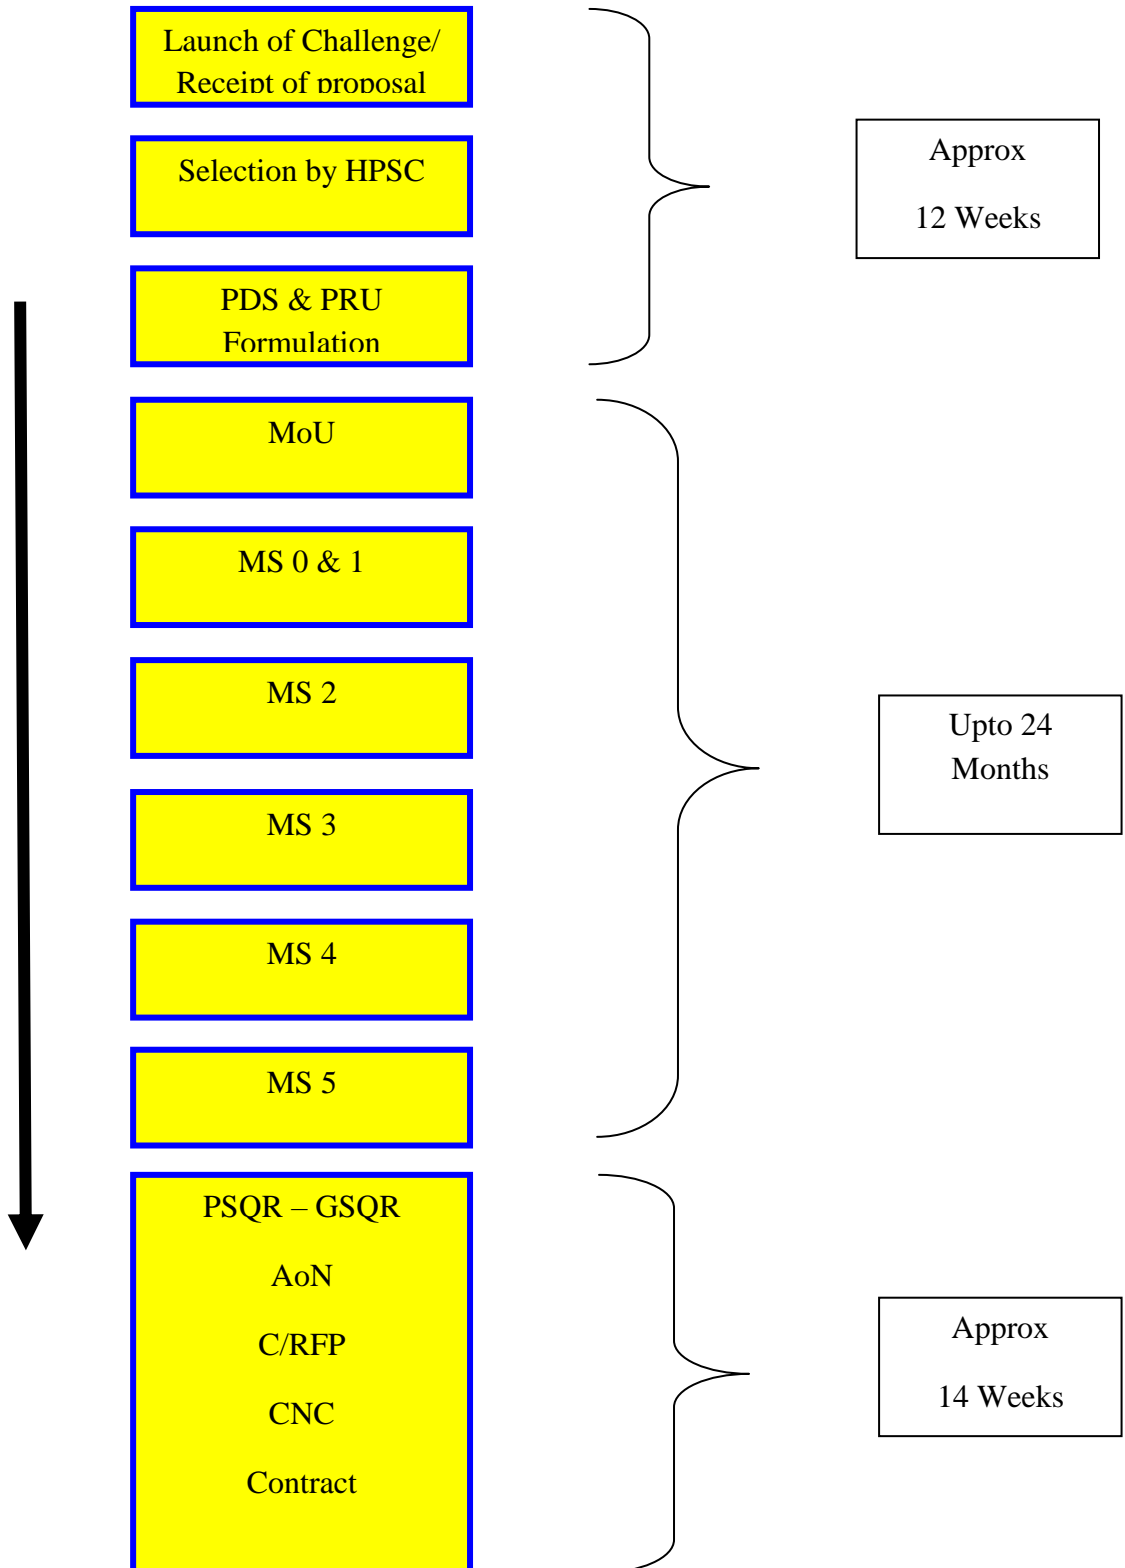 Launch of Challenge/
Receipt of proposal
Selection by HPSC
Approx
12 Weeks
PDS & PRU
Formulation
MoU
MS 0 & 1
MS 2
Upto 24
Months
MS 3
MS 4
MS 5
PSQR – GSQR
AoN
C/RFP
CNC
Contract
Approx
14 Weeks